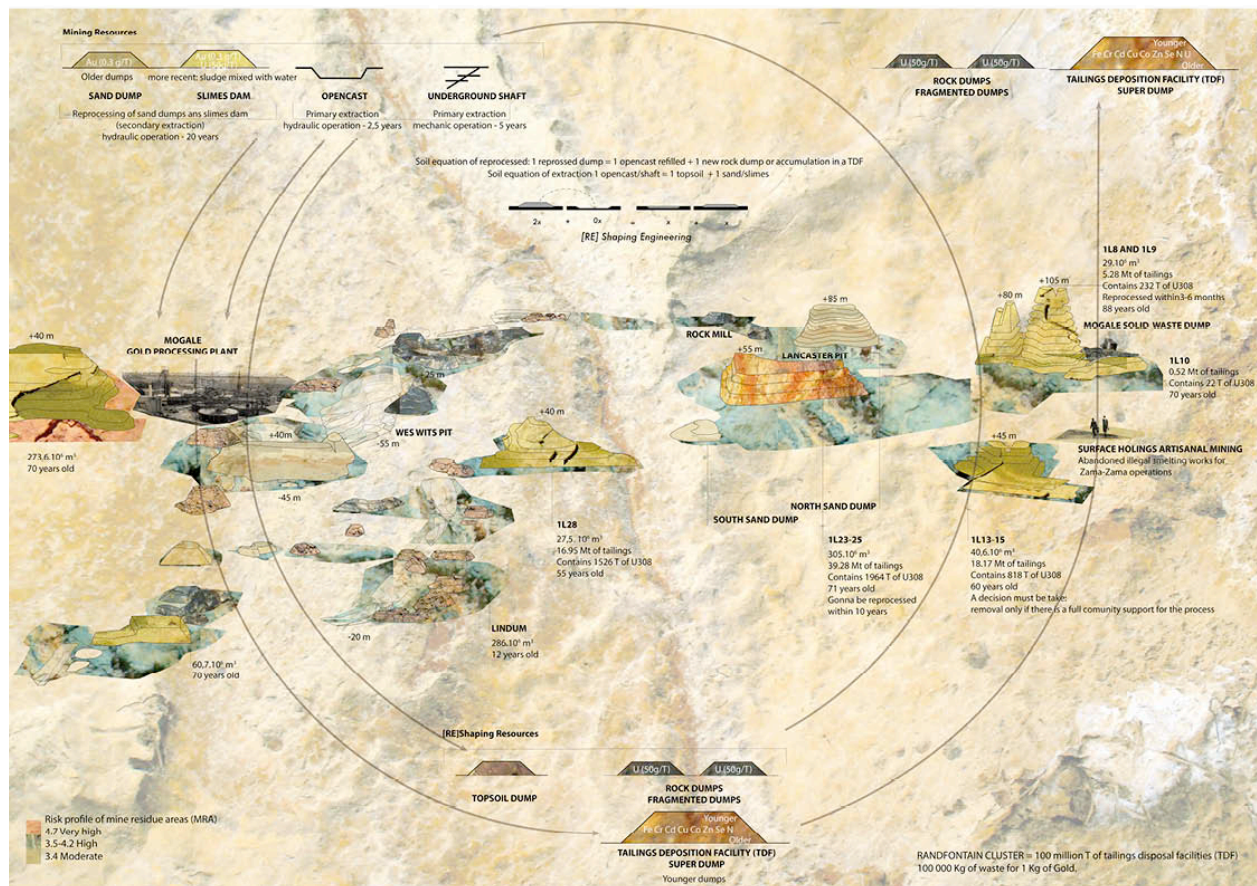 Mining Resources
Au (0.3 g/T)
Older dumps
more recent: sludge mixed with water
SAND DUMP
SLIMES DAM
OPENCAST
UNDERGROUND SHAFT
Reprocessing of sand dumps ans slimes dam
(secondary extraction)
hydraulic operation - 20 years
Primary extraction
hydraulic operation - 2,5 years
Primary extraction
mechanic operation - 5 years
U (50g/T)
U (50g/T)
ROCK DUMPS
FRAGMENTED DUMPS
Younger
Fe Cr Cd Cu Co Zn Se N U
Older
TAILINGS DEPOSITION FACILITY (TDF)
SUPER DUMP
Soil equation of reprocessed: 1 repros​sed dump = 1 opencast refilled + 1 new rock dump or accumulation in a TDF
Soil equation of extraction 1 opencast/shaft = 1 topsoil + 1 sand/slimes
2x + 0x = x + x
[RE] Shaping Engineering
1L8 AND 1L9
29.10⁶ m³
5.28 Mt of tailings
Contains 232 T of U308
Reprocessed within3-6 months
88 years old
+105 m
+80 m
+85 m
MOGALE SOLID WASTE DUMP
ROCK MILL
LANCASTER PIT
+55 m
+40 m
MOGALE
GOLD PROCESSING PLANT
1L10
0.52 Mt of tailings
Contains 22 T of U308
70 years old
-25 m
WES WITS PIT
-55 m
+40m
+40 m
+45 m
SURFACE HOLINGS ARTISANAL MINING
Abandoned illegal smelting works for
Zama-Zama operations
273,6.10⁶ m³
70 years old
-45 m
NORTH SAND DUMP
SOUTH SAND DUMP
1L28
27,5. 10⁶ m³
16.95 Mt of tailings
Contains 1526 T of U308
55 years old
1L23-25
305.10⁶ m³
39.28 Mt of tailings
Contains 1964 T of U308
71 years old
Gonna be reprocessed
within 10 years
1L13-15
40,6.10⁶ m³
18.17 Mt of tailings
Contains 818 T of U308
60 years old
A decision must be take:
removal only if there is a full comunity support for the process
-20 m
LINDUM
286.10⁶ m³
12 years old
60,7.10⁶ m³
70 years old
[RE]Shaping Resources
U (50g/T)
U (50g/T)
TOPSOIL DUMP
ROCK DUMPS
FRAGMENTED DUMPS
Younger
Fe Cr Cd Cu Co Zn Se N
Older
TAILINGS DEPOSITION FACILITY (TDF)
SUPER DUMP
Younger dumps
Risk profile of mine residue areas (MRA)
4.7 Very high
3.5-4.2 High
3.4 Moderate
RANDFONTAIN CLUSTER = 100 million T of tailings disposal facilities (TDF)
100 000 Kg of waste for 1 Kg of Gold.